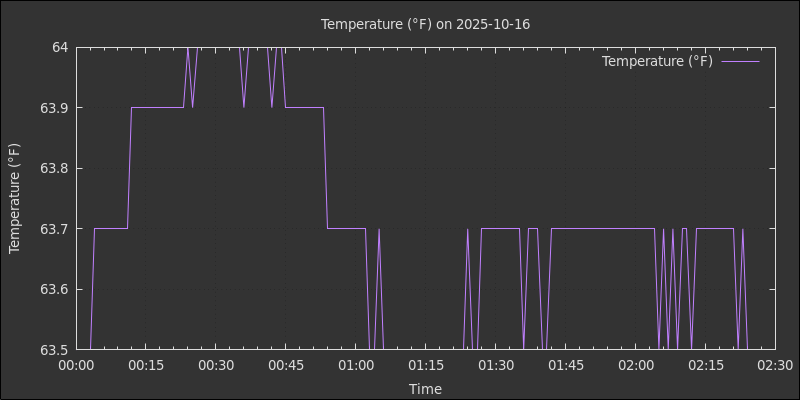 Temperature (°F) on 2025-10-16
Temperature (°F)
64
63.9
63.8
63.7
63.6
63.5
Temperature (°F)
00:00 00:15 00:30 00:45 01:00 01:15 01:30 01:45 02:00 02:15 02:30
Time